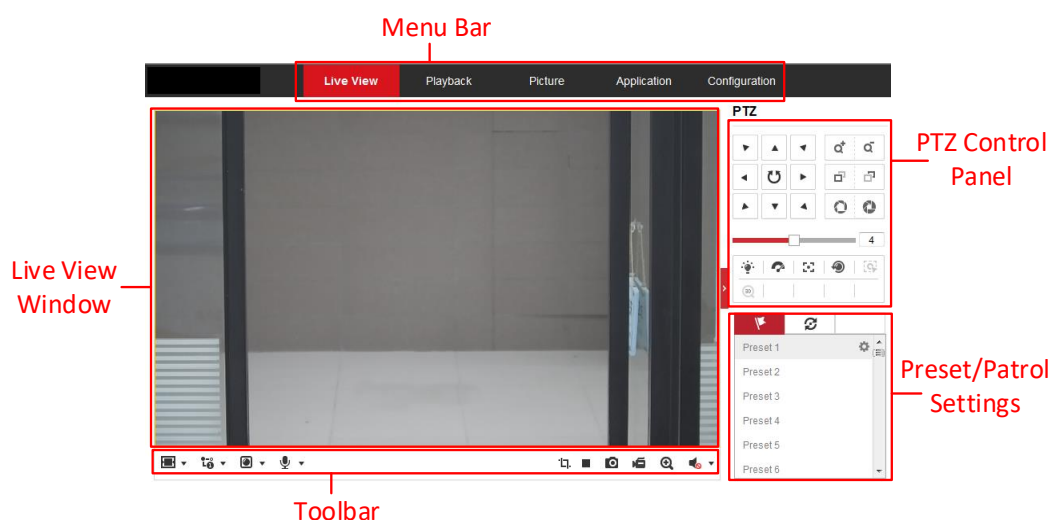 Menu Bar
Live View Playback Picture Application Configuration
PTZ
PTZ Control
Panel
4
Live View
Window
Preset 1
Preset 2
Preset 3
Preset 4
Preset 5
Preset 6
Preset/Patrol
Settings
Toolbar